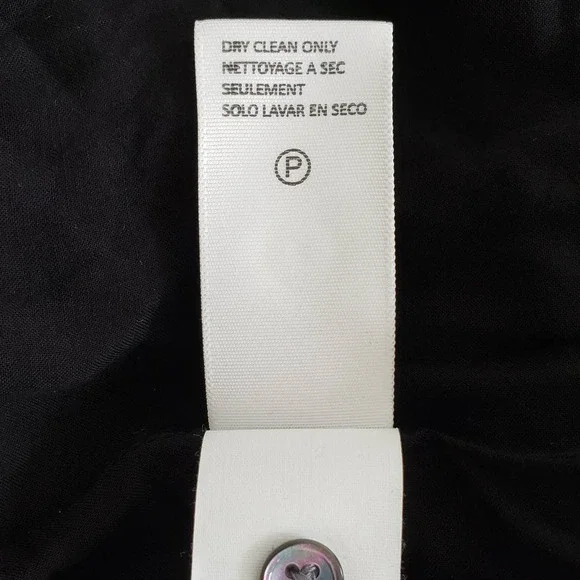 DRY CLEAN ONLY
NETTOYAGE A SEC
SEULEMENT
SOLO LAVAR EN SECO
P